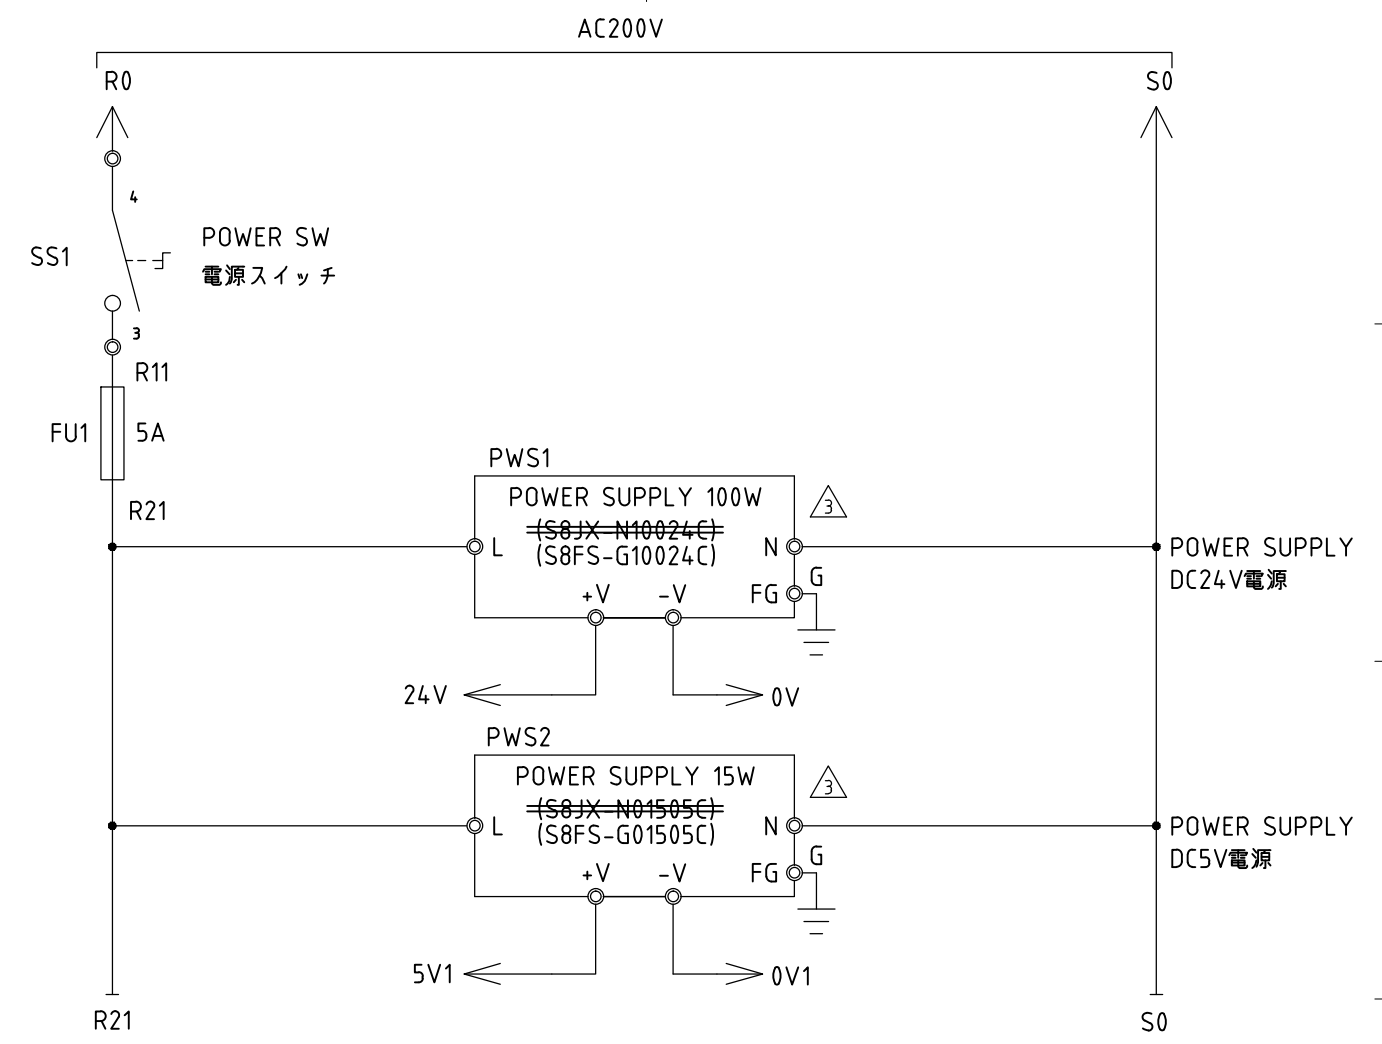 AC200V
R0
S0
4
SS1
POWER SW
電源スイッチ
3
R11
FU1
5A
R21
PWS1
POWER SUPPLY 100W
3
(S8JX-N10024C)
(S8FS-G10024C)
L
N
POWER SUPPLY
DC24V電源
+V
-V
FG
G
24V
0V
PWS2
POWER SUPPLY 15W
3
(S8JX-N01505C)
(S8FS-G01505C)
L
N
POWER SUPPLY
DC5V電源
+V
-V
FG
G
5V1
0V1
R21
S0